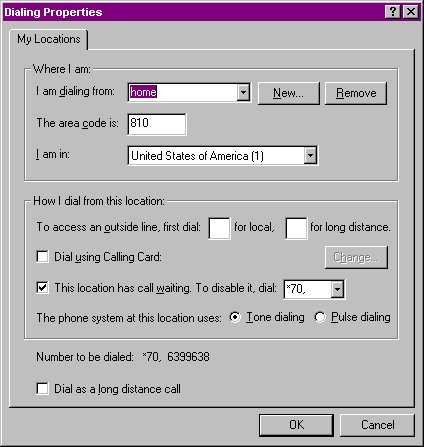 Dialing Properties
My Locations
Where I am:
I am dialing from: home New... Remove
The area code is: 810
I am in: United States of America (1)
How I dial from this location:
To access an outside line, first dial: for local, for long distance.
Dial using Calling Card: Change...
This location has call waiting. To disable it, dial: *70,
The phone system at this location uses: Tone dialing Pulse dialing
Number to be dialed: *70, 6399638
Dial as a long distance call
OK Cancel